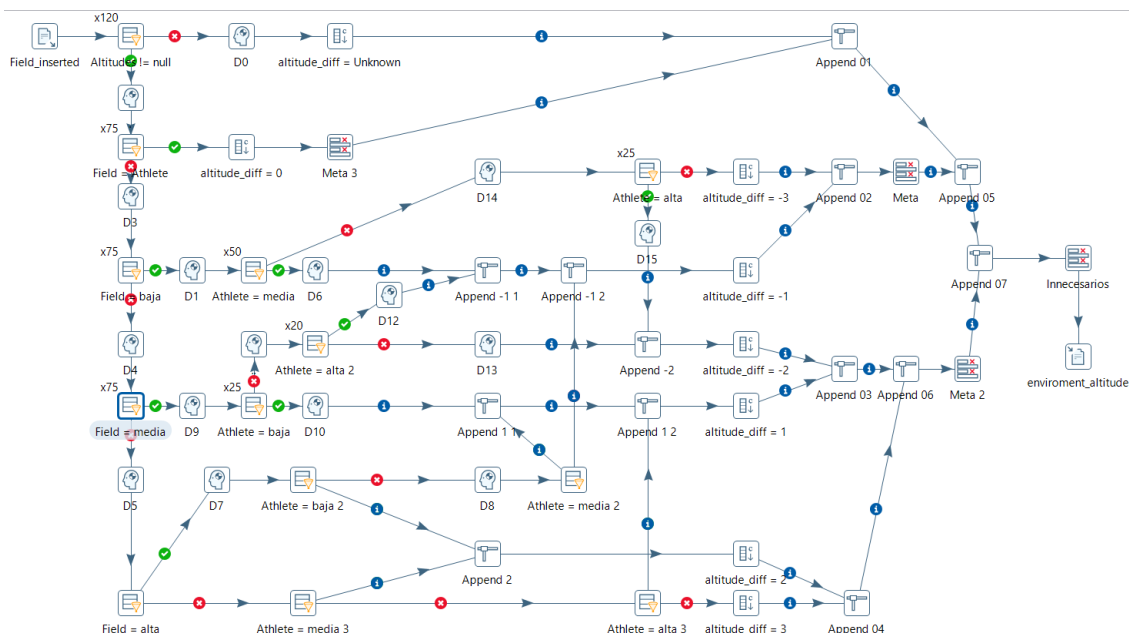 x120
Field_inserted
Altitudes != null
D0
altitude_diff = Unknown
Append 01
x75
Field = Athlete
altitude_diff = 0
Meta 3
x25
D3
D14
Athlete = alta
altitude_diff = -3
Append 02
Meta
Append 05
x75
x50
D15
Field = baja
D1
Athlete = media
D6
Append -1 1
Append -1 2
altitude_diff = -1
Append 07
Innecesarios
D12
x20
D4
Athlete = alta 2
D13
Append -2
altitude_diff = -2
enviroment_altitude
x75
x25
Append 03
Append 06
Meta 2
Field = media
D9
Athlete = baja
D10
Append 1 1
Append 1 2
altitude_diff = 1
D5
D7
Athlete = baja 2
D8
Athlete = media 2
Append 2
altitude_diff = 2
Field = alta
Athlete = media 3
Athlete = alta 3
altitude_diff = 3
Append 04